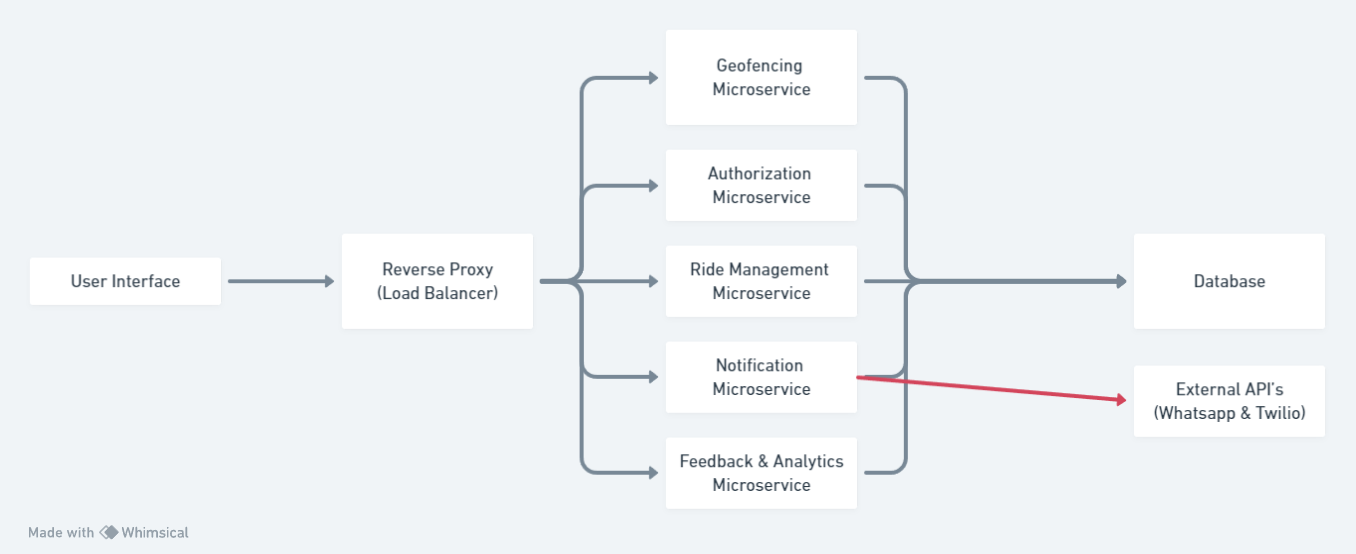 Geofencing
Microservice
Authorization
Microservice
User Interface
Reverse Proxy
(Load Balancer)
Ride Management
Microservice
Database
Notification
Microservice
External API's
(Whatsapp & Twilio)
Feedback & Analytics
Microservice
Made with Whimsical